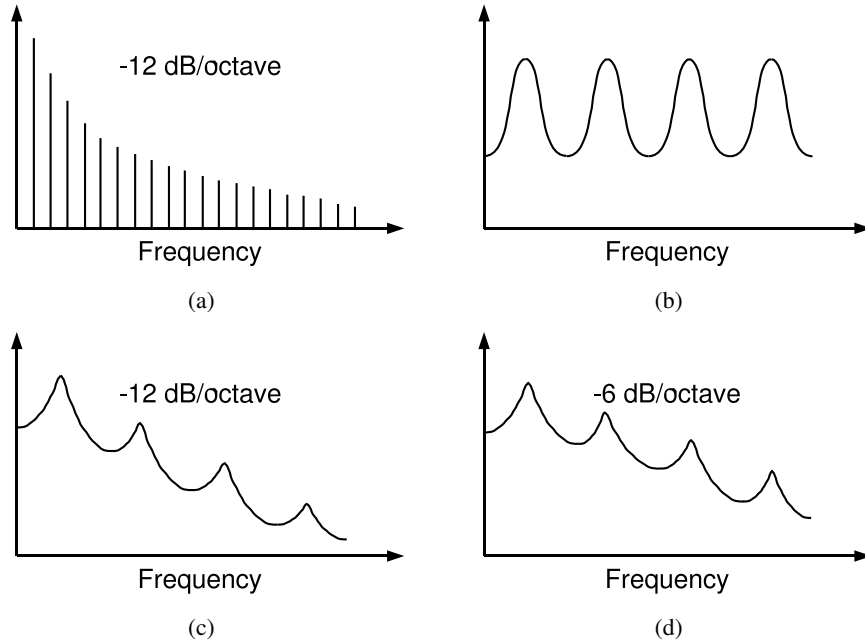 -12 dB/octave
Frequency
Frequency
(a)
(b)
-12 dB/octave
-6 dB/octave
Frequency
Frequency
(c)
(d)